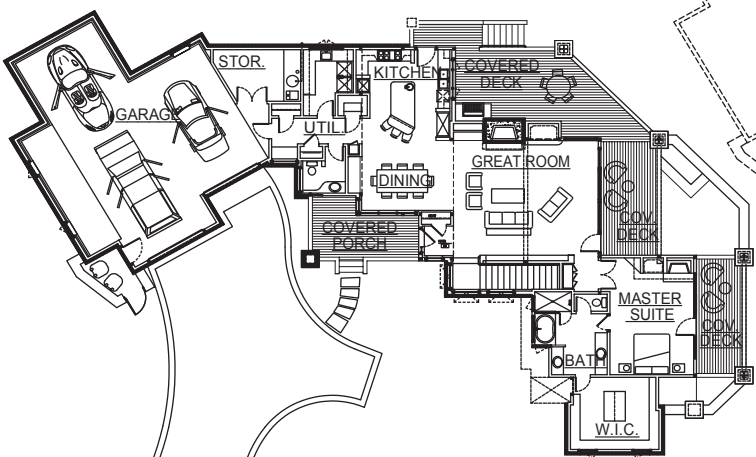 STOR.
KITCHEN
COVERED
DECK
GARAGE
UTIL.
GREAT ROOM
DINING
COVERED
PORCH
COV.
DECK
MASTER
SUITE
COV.
DECK
BATH
W.I.C.